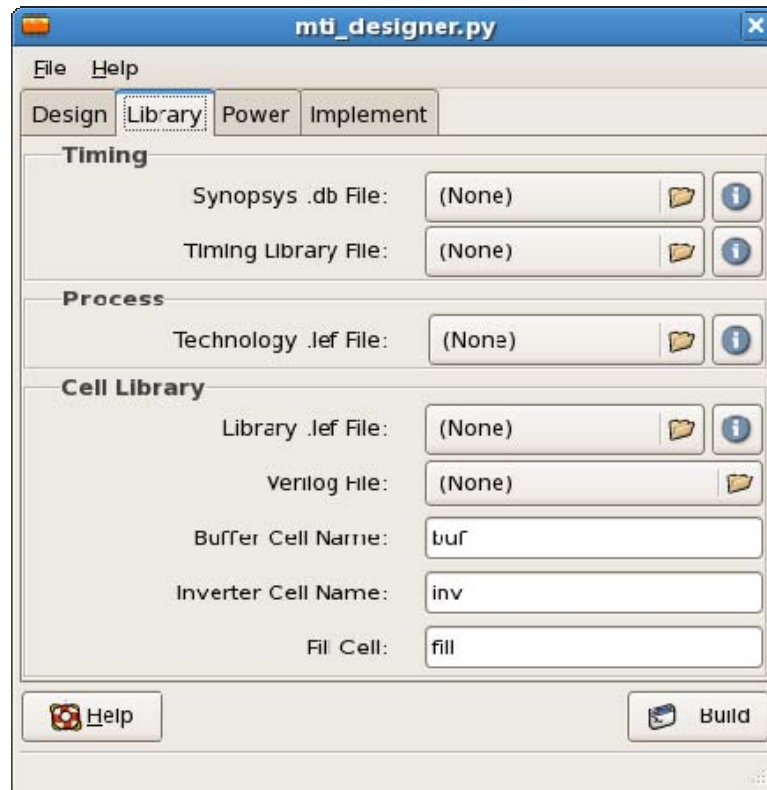 mti_designer.py
File Help
Design Library Power Implement
Timing
Synopsys .db File: (None)
Timing Library File: (None)
Process
Technology .lef File: (None)
Cell Library
Library .lef File: (None)
Verilog File: (None)
Buffer Cell Name: buf
Inverter Cell Name: inv
Fill Cell: fill
Help Build